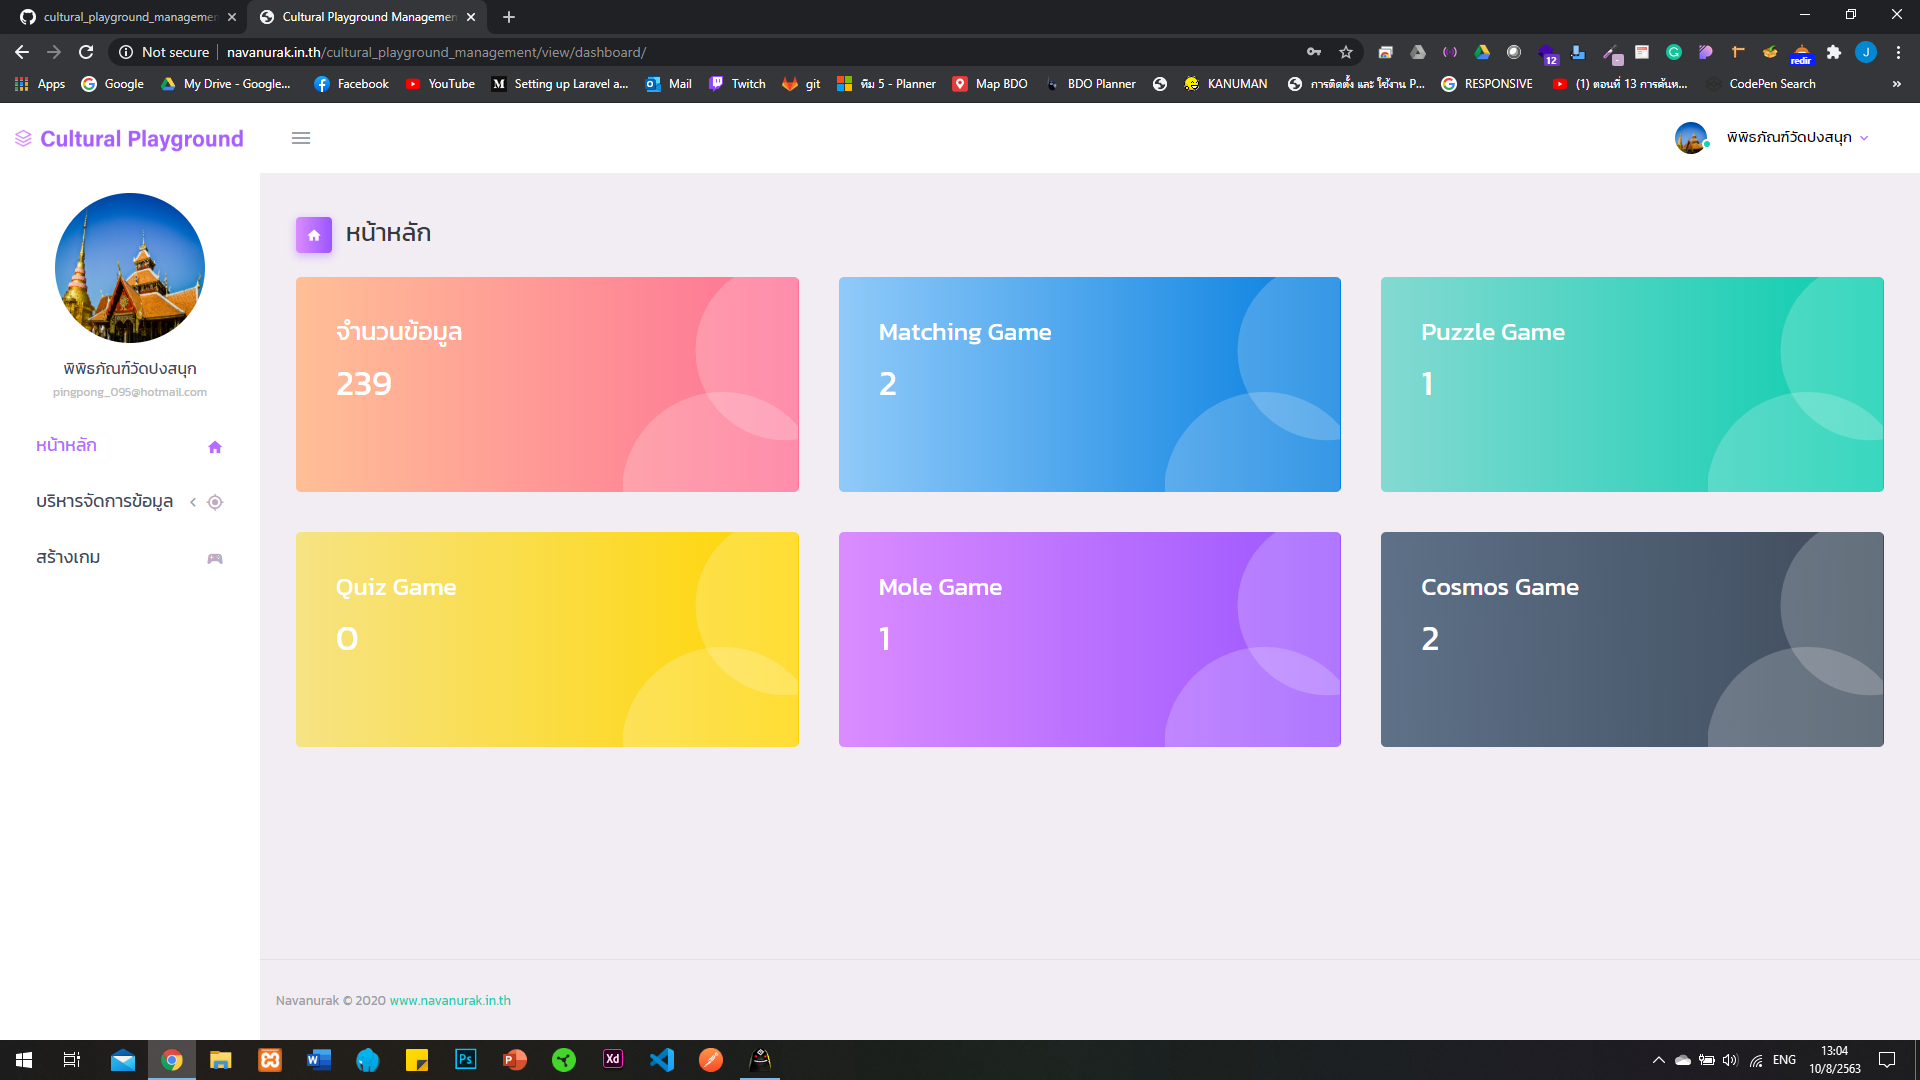 cultural_playground_managemen
Cultural Playground Managemen
Not secure
navanurak.in.th/cultural_playground_management/view/dashboard/
12
redir
J
Apps
Google
My Drive - Google...
Facebook
YouTube
M
Setting up Laravel a...
Mail
Twitch
git
ทีม 5 - Planner
Map BDO
BDO Planner
KANUMAN
การติดตั้ง และ ใช้งาน P...
RESPONSIVE
(1) ตอนที่ 13 การค้นห...
CodePen Search
»
Cultural Playground
พิพิธภัณฑ์วัดปงสนุก
พิพิธภัณฑ์วัดปงสนุก
pingpong_095@hotmail.com
หน้าหลัก
บริหารจัดการข้อมูล
สร้างเกม
หน้าหลัก
จำนวนข้อมูล
239
Matching Game
2
Puzzle Game
1
Quiz Game
0
Mole Game
1
Cosmos Game
2
Navanurak © 2020 www.navanurak.in.th
W
Ps
P
Xd
ENG
13:04
10/8/2563